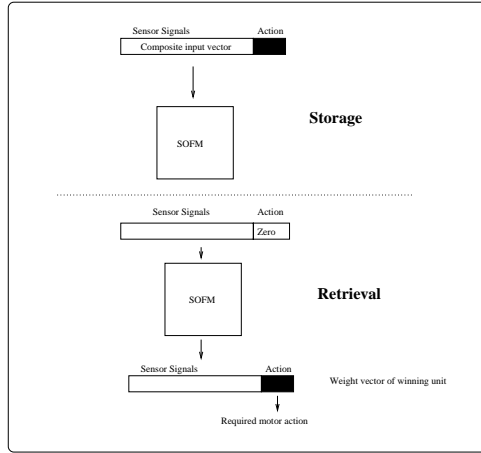 Sensor Signals Action
Composite input vector
SOFM
Storage
Sensor Signals Action
Zero
SOFM
Retrieval
Sensor Signals Action
Weight vector of winning unit
Required motor action